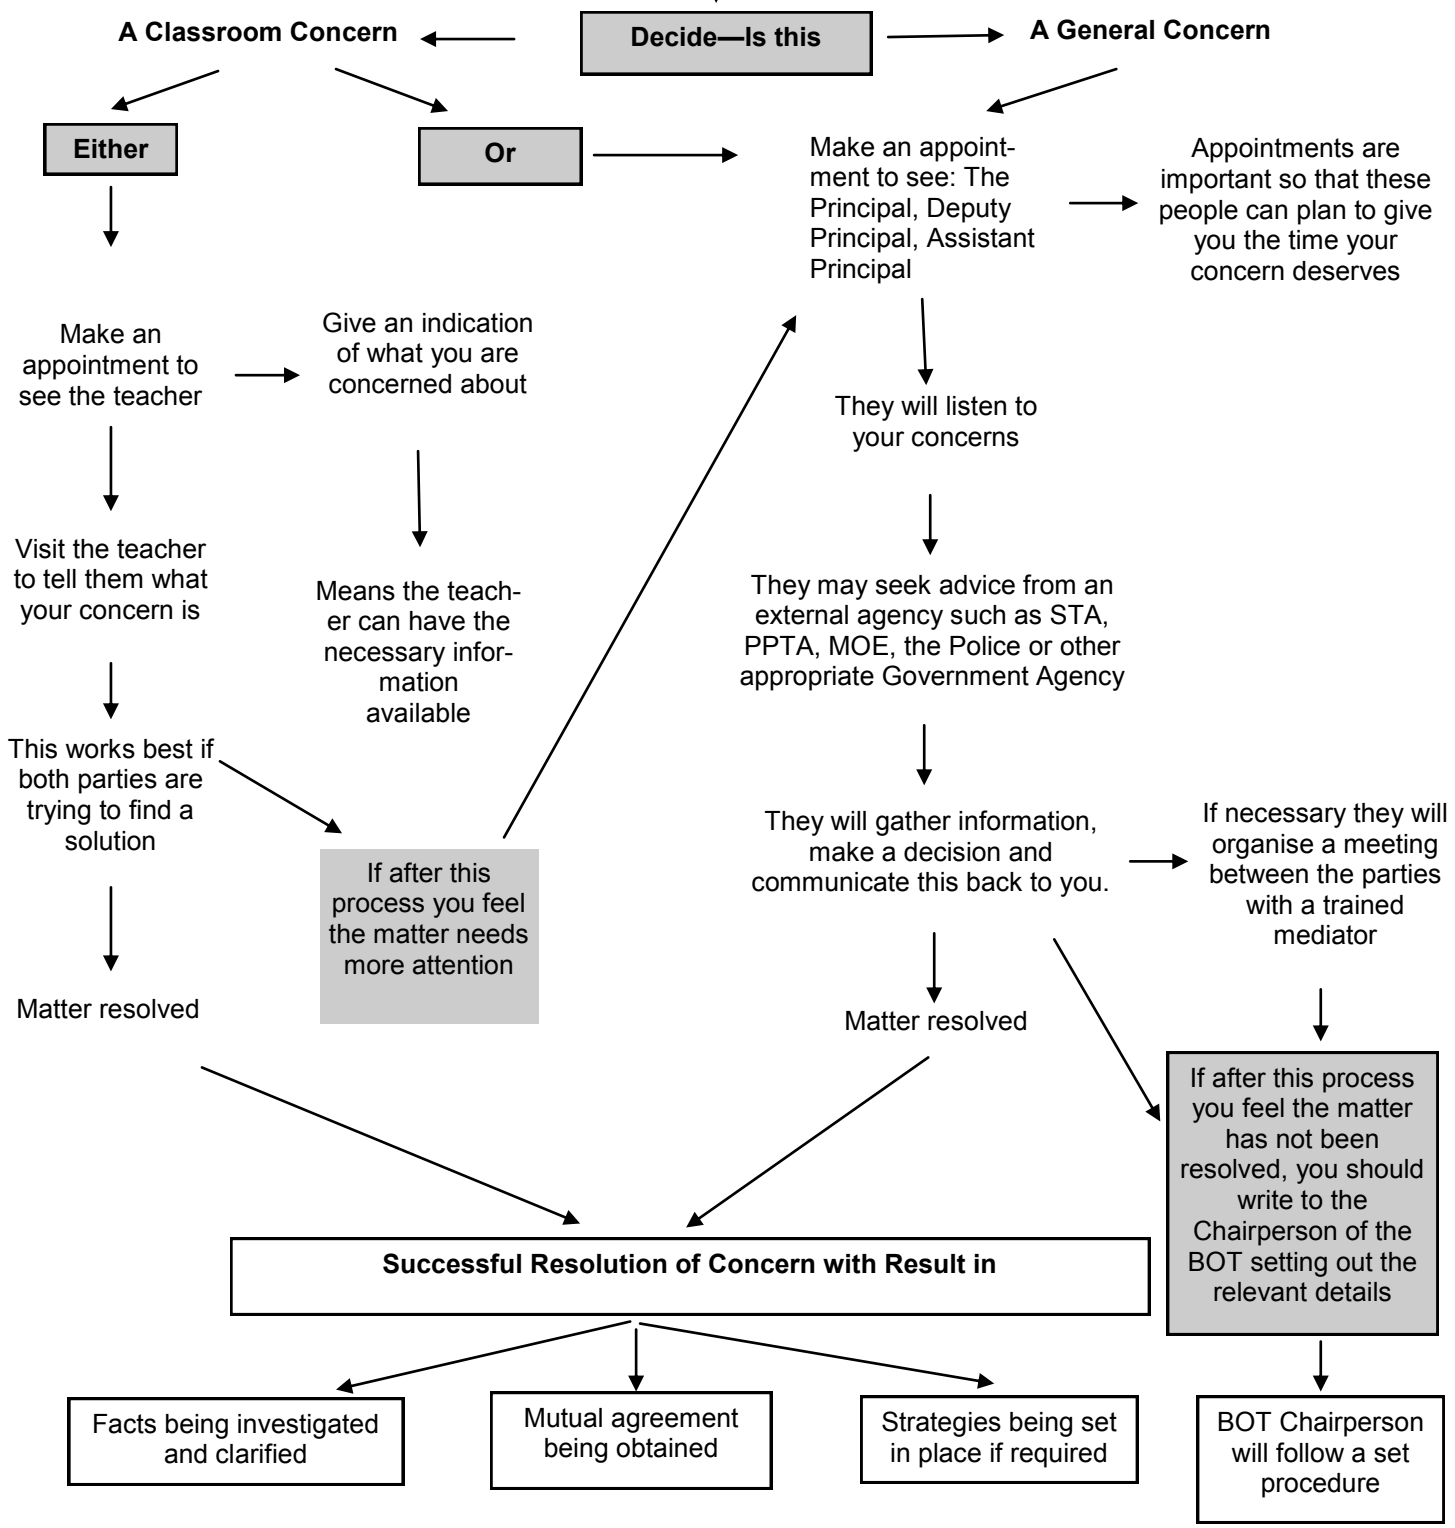 A Classroom Concern
Decide—Is this
A General Concern
Either
Or
Make an appoint-
ment to see: The
Principal, Deputy
Principal, Assistant
Principal
Appointments are
important so that these
people can plan to give
you the time your
concern deserves
Make an
appointment to
see the teacher
Give an indication
of what you are
concerned about
They will listen to
your concerns
Visit the teacher
to tell them what
your concern is
Means the teach-
er can have the
necessary infor-
mation
available
They may seek advice from an
external agency such as STA,
PPTA, MOE, the Police or other
appropriate Government Agency
This works best if
both parties are
trying to find a
solution
If after this
process you feel
the matter needs
more attention
They will gather information,
make a decision and
communicate this back to you.
If necessary they will
organise a meeting
between the parties
with a trained
mediator
Matter resolved
Matter resolved
If after this process
you feel the matter
has not been
resolved, you should
write to the
Chairperson of the
BOT setting out the
relevant details
Successful Resolution of Concern with Result in
Facts being investigated
and clarified
Mutual agreement
being obtained
Strategies being set
in place if required
BOT Chairperson
will follow a set
procedure